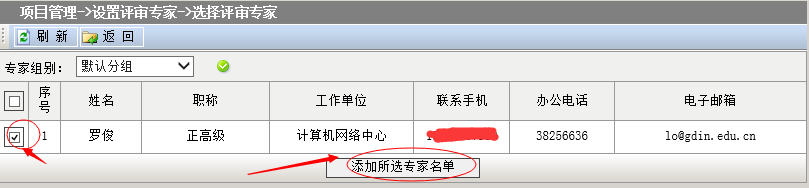 项目管理->设置评审专家->选择评审专家
刷 新 返 回
专家组别： 默认分组
序号 姓名 职称 工作单位 联系手机 办公电话 电子邮箱
1 罗俊 正高级 计算机网络中心 38256636 lo@gdin.edu.cn
添加所选专家名单